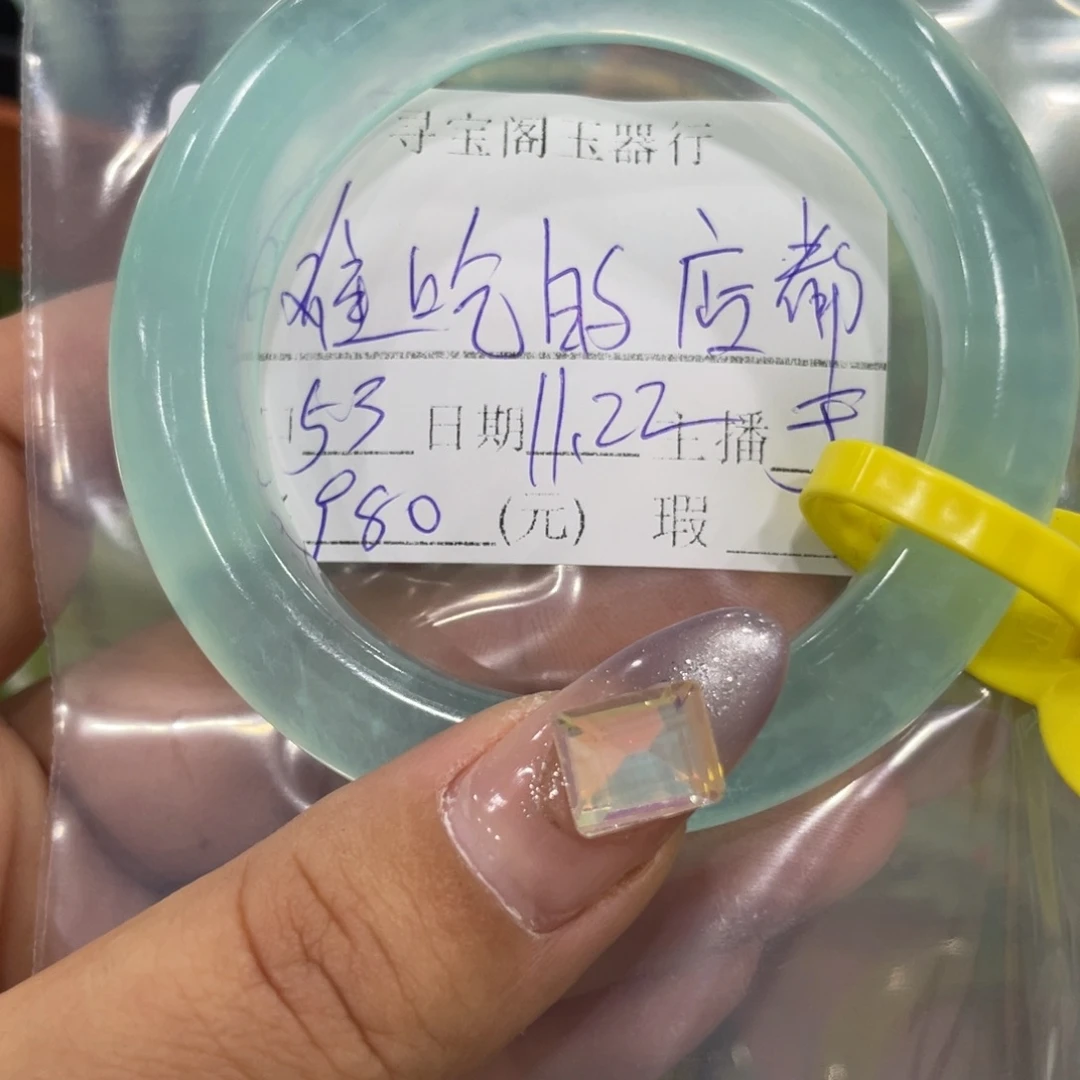 寻宝阁玉器行
难吃的店都
53 日期 11.22 主播
980 (元) 瑕